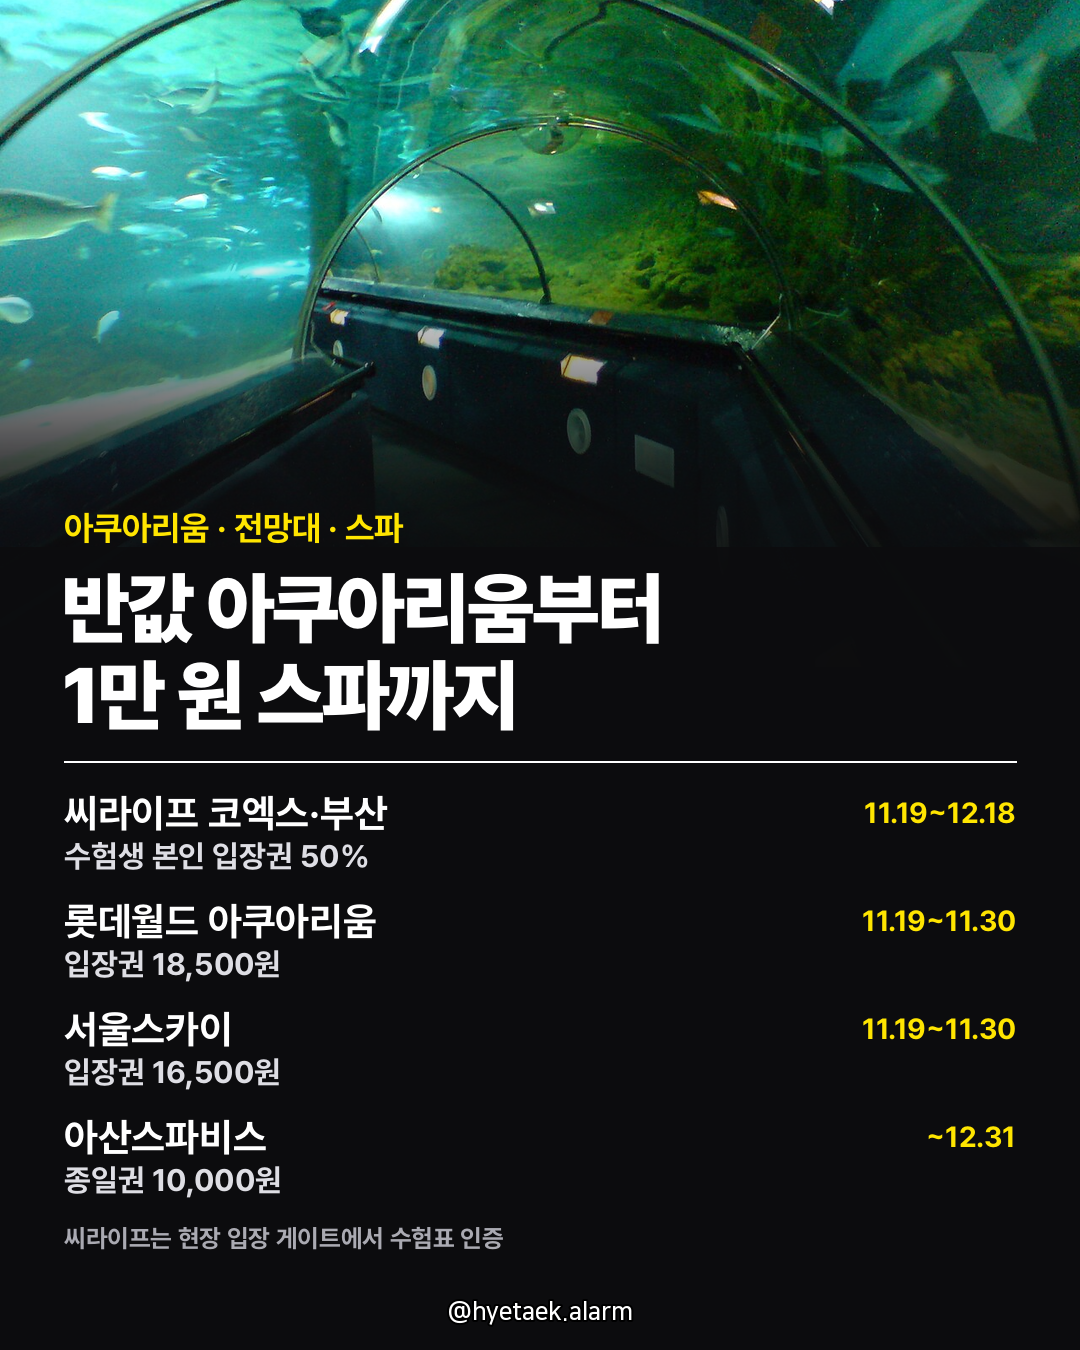 아쿠아리움 · 전망대 · 스파
반값 아쿠아리움부터
1만 원 스파까지
씨라이프 코엑스·부산
11.19~12.18
수험생 본인 입장권 50%
롯데월드 아쿠아리움
11.19~11.30
입장권 18,500원
서울스카이
11.19~11.30
입장권 16,500원
아산스파비스
~12.31
종일권 10,000원
씨라이프는 현장 입장 게이트에서 수험표 인증
@hyetaek.alarm